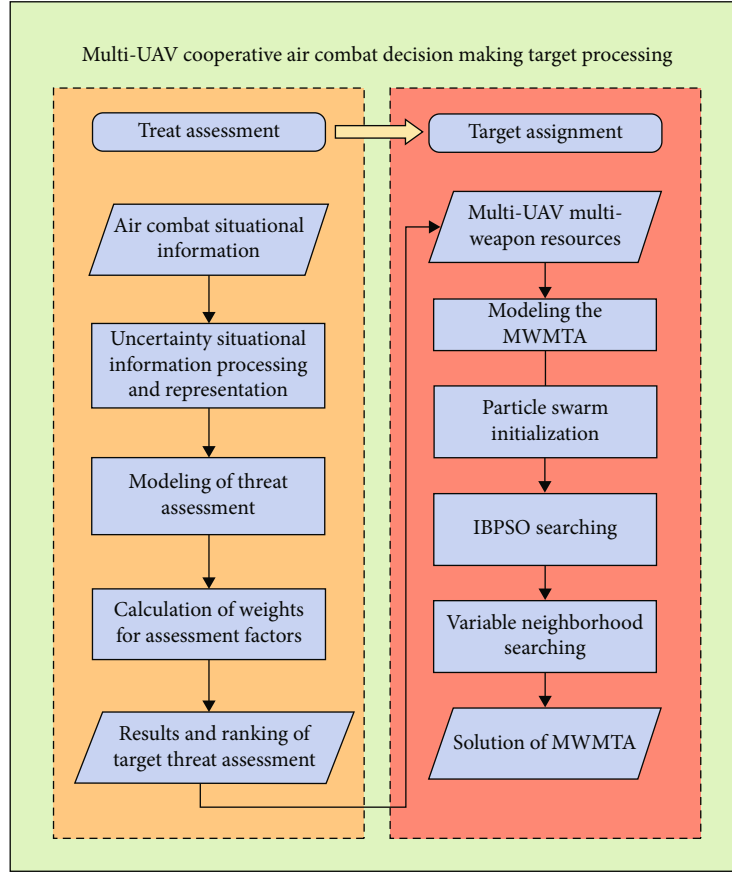 Multi-UAV cooperative air combat decision making target processing
Treat assessment
Air combat situational
information
Uncertainty situational
information processing
and representation
Modeling of threat
assessment
Calculation of weights
for assessment factors
Results and ranking of
target threat assessment
Target assignment
Multi-UAV multi-
weapon resources
Modeling the
MWMTA
Particle swarm
initialization
IBPSO searching
Variable neighborhood
searching
Solution of MWMTA